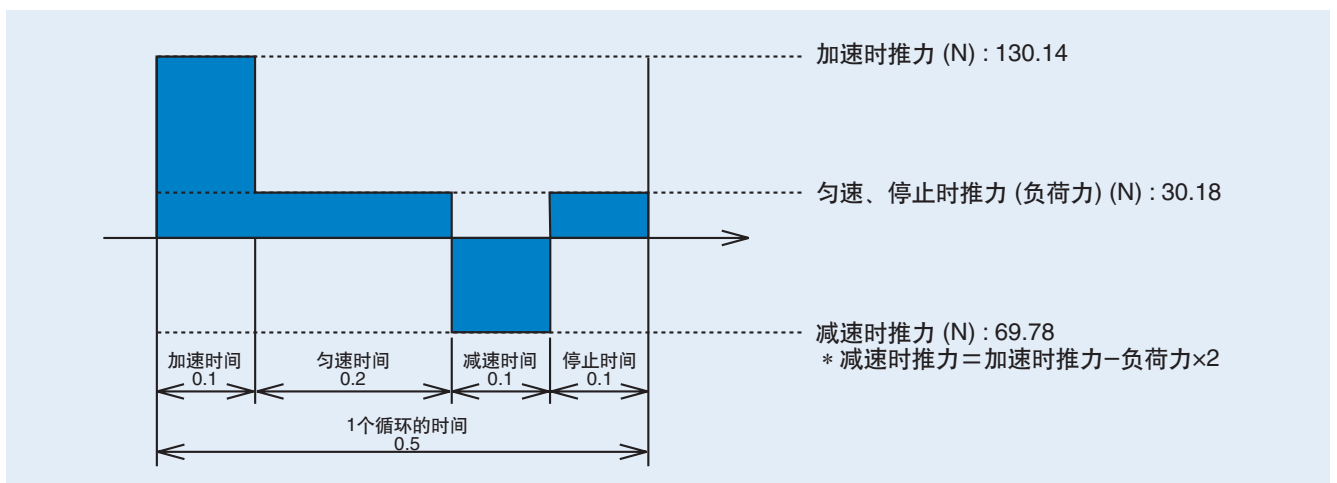 加速时推力 (N) : 130.14
匀速、停止时推力 (负荷力) (N) : 30.18
减速时推力 (N) : 69.78
* 减速时推力＝加速时推力−负荷力×2
加速时间
0.1
匀速时间
0.2
减速时间
0.1
停止时间
0.1
1个循环的时间
0.5